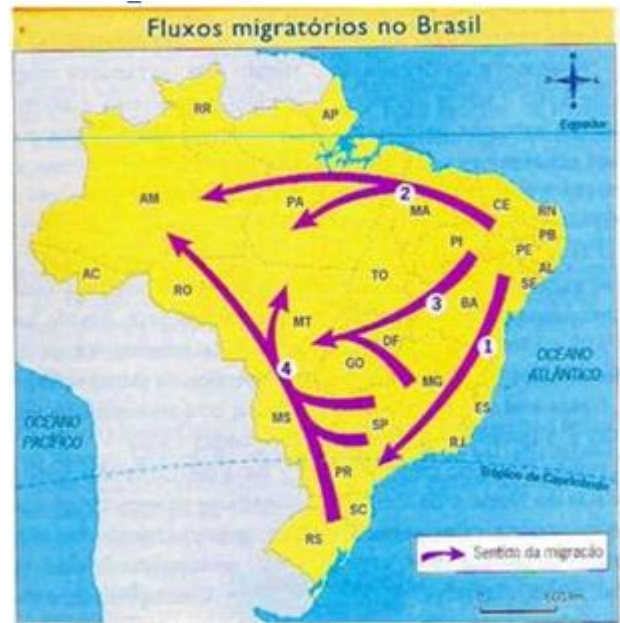 Fluxos migratórios no Brasil
Equador
RR
AP
AM
PA
2
MA
CE
RN
PB
PI
PE
AL
SE
AC
RO
TO
3
BA
MT
DF
1
GO
4
MG
OCEANO
ATLÂNTICO
MS
ES
SP
RJ
OCEANO
PACÍFICO
PR
Trópico de Capricórnio
SC
RS
Sentido da migração